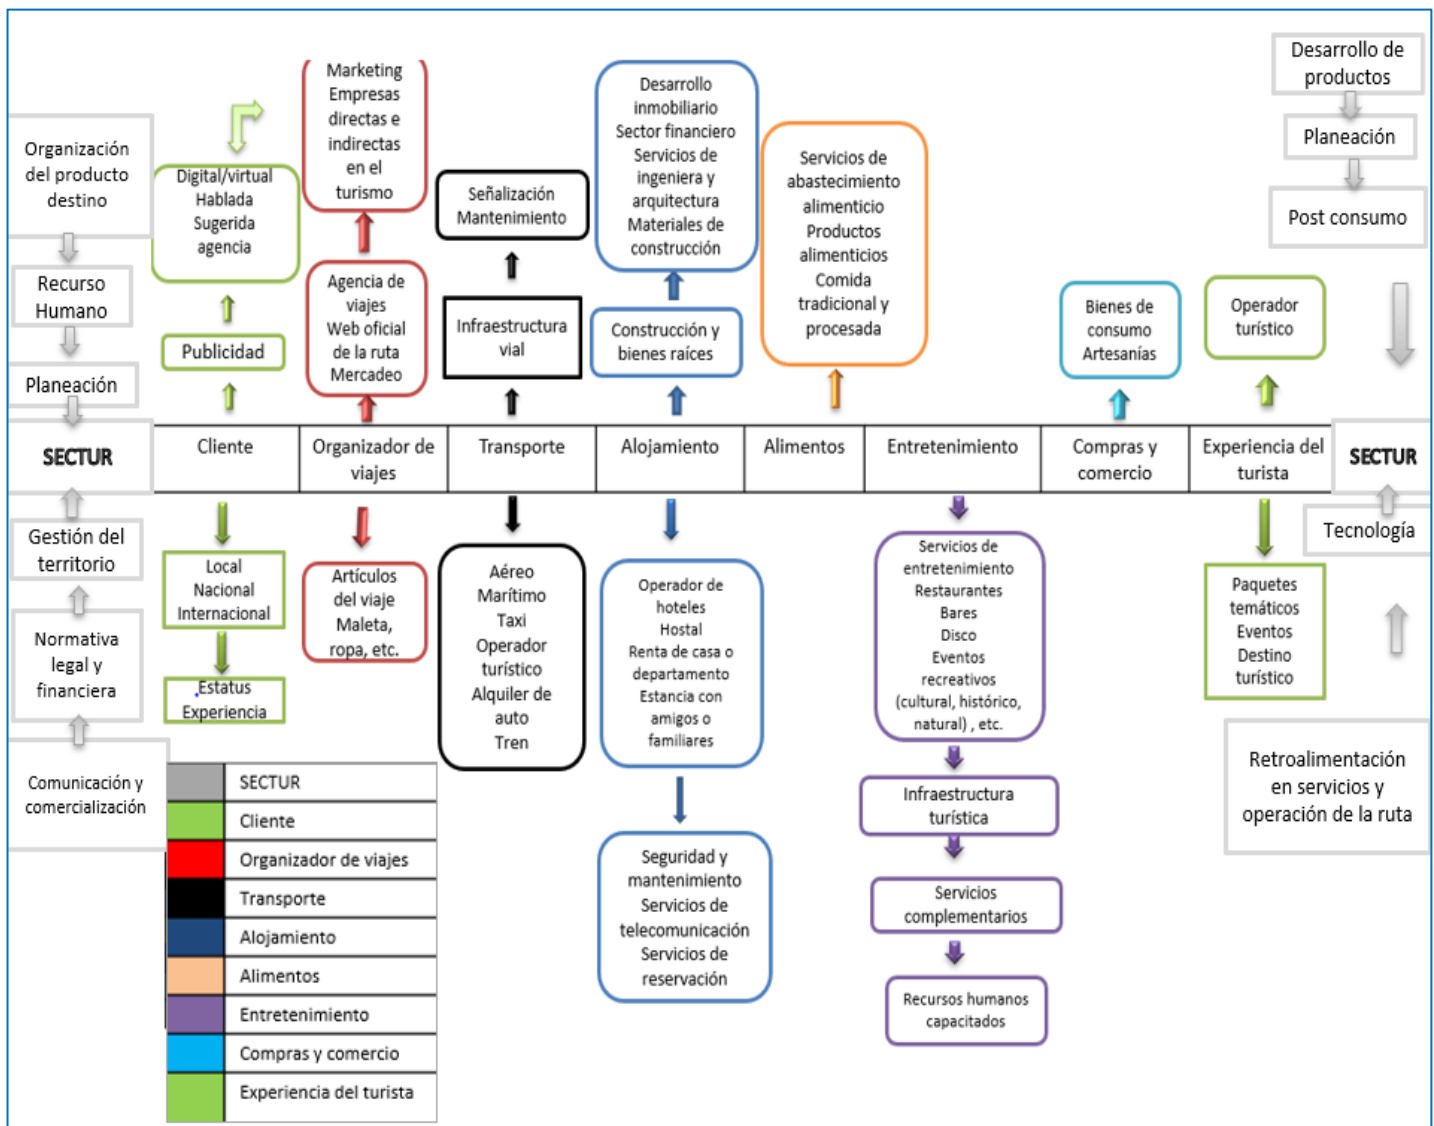 Organización
del producto
destino
Recurso
Humano
Planeación
SECTUR
Gestión del
territorio
Normativa
legal y
financiera
Comunicación y
comercialización
Digital/virtual
Hablada
Sugerida
agencia
Publicidad
Cliente
Local
Nacional
Internacional
Estatus
Experiencia
Marketing
Empresas
directas e
indirectas
en el
turismo
Agencia de
viajes
Web oficial
de la ruta
Mercadeo
Organizador de
viajes
Artículos
del viaje
Maleta,
ropa, etc.
Señalización
Mantenimiento
Infraestructura
vial
Transporte
Aéreo
Marítimo
Taxi
Operador
turístico
Alquiler de
auto
Tren
Desarrollo
inmobiliario
Sector financiero
Servicios de
ingeniera y
arquitectura
Materiales de
construcción
Construcción y
bienes raíces
Alojamiento
Operador de
hoteles
Hostal
Renta de casa o
departamento
Estancia con
amigos o
familiares
Seguridad y
mantenimiento
Servicios de
telecomunicación
Servicios de
reservación
Servicios de
abastecimiento
alimenticio
Productos
alimenticios
Comida
tradicional y
procesada
Alimentos
Entretenimiento
Servicios de
entretenimiento
Restaurantes
Bares
Disco
Eventos
recreativos
(cultural, histórico,
natural) , etc.
Infraestructura
turística
Servicios
complementarios
Recursos humanos
capacitados
Bienes de
consumo
Artesanías
Compras y
comercio
Operador
turístico
Experiencia del
turista
Paquetes
temáticos
Eventos
Destino
turístico
Desarrollo de
productos
Planeación
Post consumo
SECTUR
Tecnología
Retroalimentación
en servicios y
operación de la ruta
SECTUR
Cliente
Organizador de viajes
Transporte
Alojamiento
Alimentos
Entretenimiento
Compras y comercio
Experiencia del turista